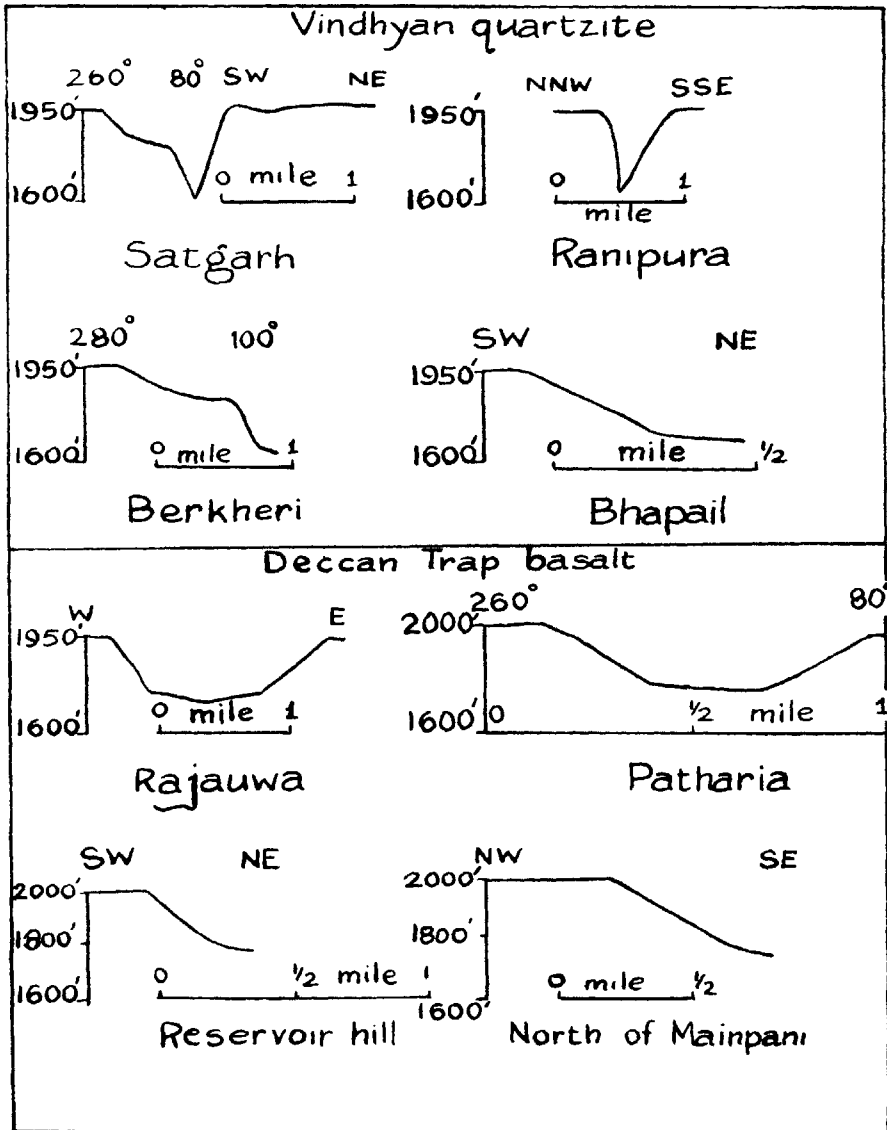 Vindhyan quartzite
260° 80° SW NE
1950'
1600'
0 mile 1
Satgarh
NNW SSE
1950'
1600'
0 1
mile
Ranipura
280° 100°
1950'
1600'
0 mile 1
Berkheri
SW NE
1950'
1600'
0 mile 1/2
Bhapail
Deccan Trap basalt
W E
1950'
1600'
0 mile 1
Rajauwa
260° 80'
2000'
1600'
0 1/2 mile 1
Patharia
SW NE
2000'
1800'
1600'
0 1/2 mile 1
Reservoir hill
NW SE
2000'
1800'
1600'
0 mile 1/2
North of Mainpani